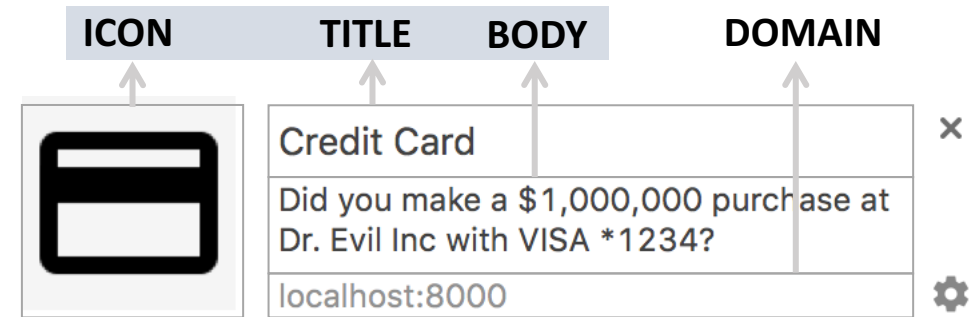 ICON TITLE BODY DOMAIN
Credit Card
Did you make a $1,000,000 purchase at
Dr. Evil Inc with VISA *1234?
localhost:8000